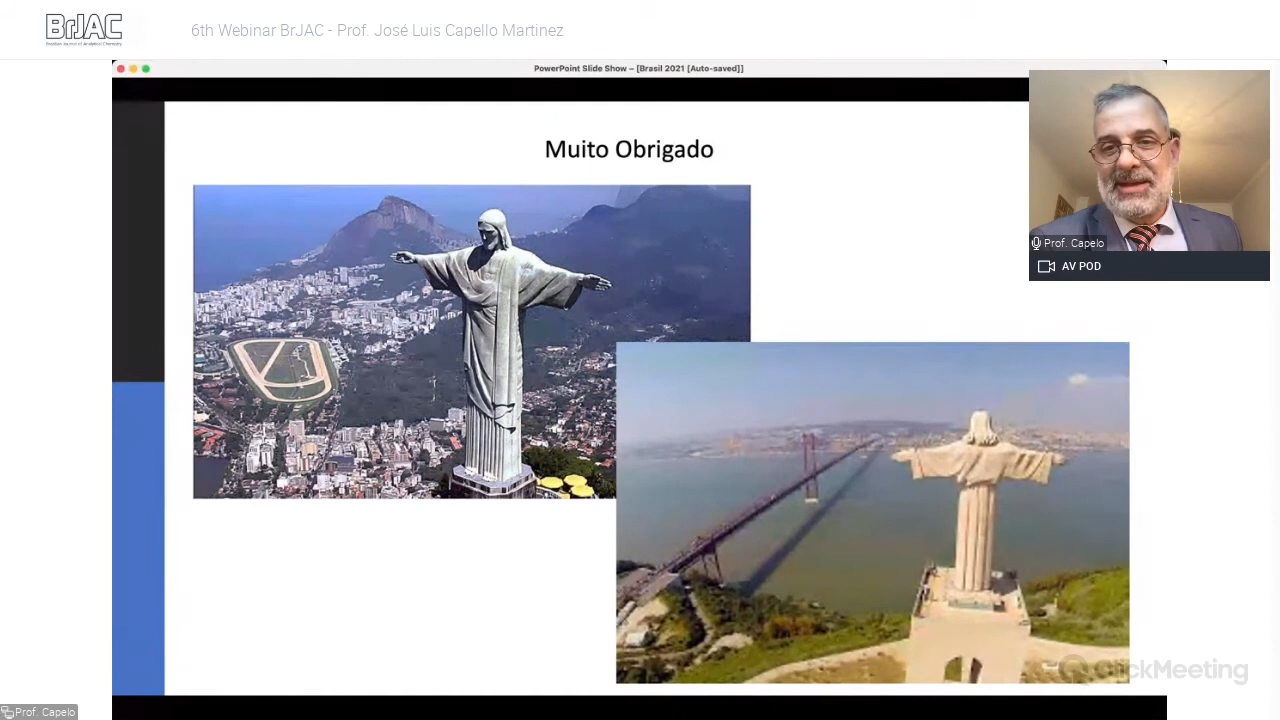 BrJAC
Brazilian Journal of Analytical Chemistry
6th Webinar BrJAC - Prof. José Luis Capello Martinez
PowerPoint Slide Show – [Brasil 2021 [Auto-saved]]
Muito Obrigado
Prof. Capelo
AV POD
ClickMeeting
Prof. Capelo